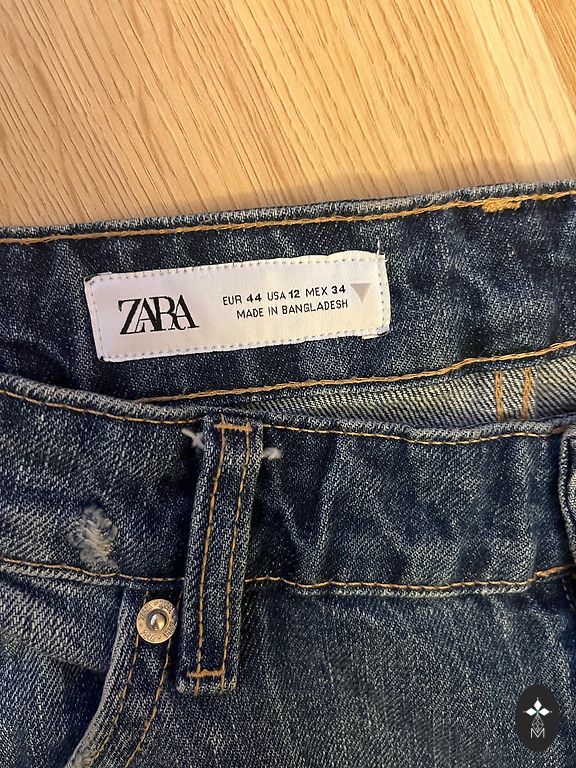 ZARA
EUR 44 USA 12 MEX 34
MADE IN BANGLADESH
M